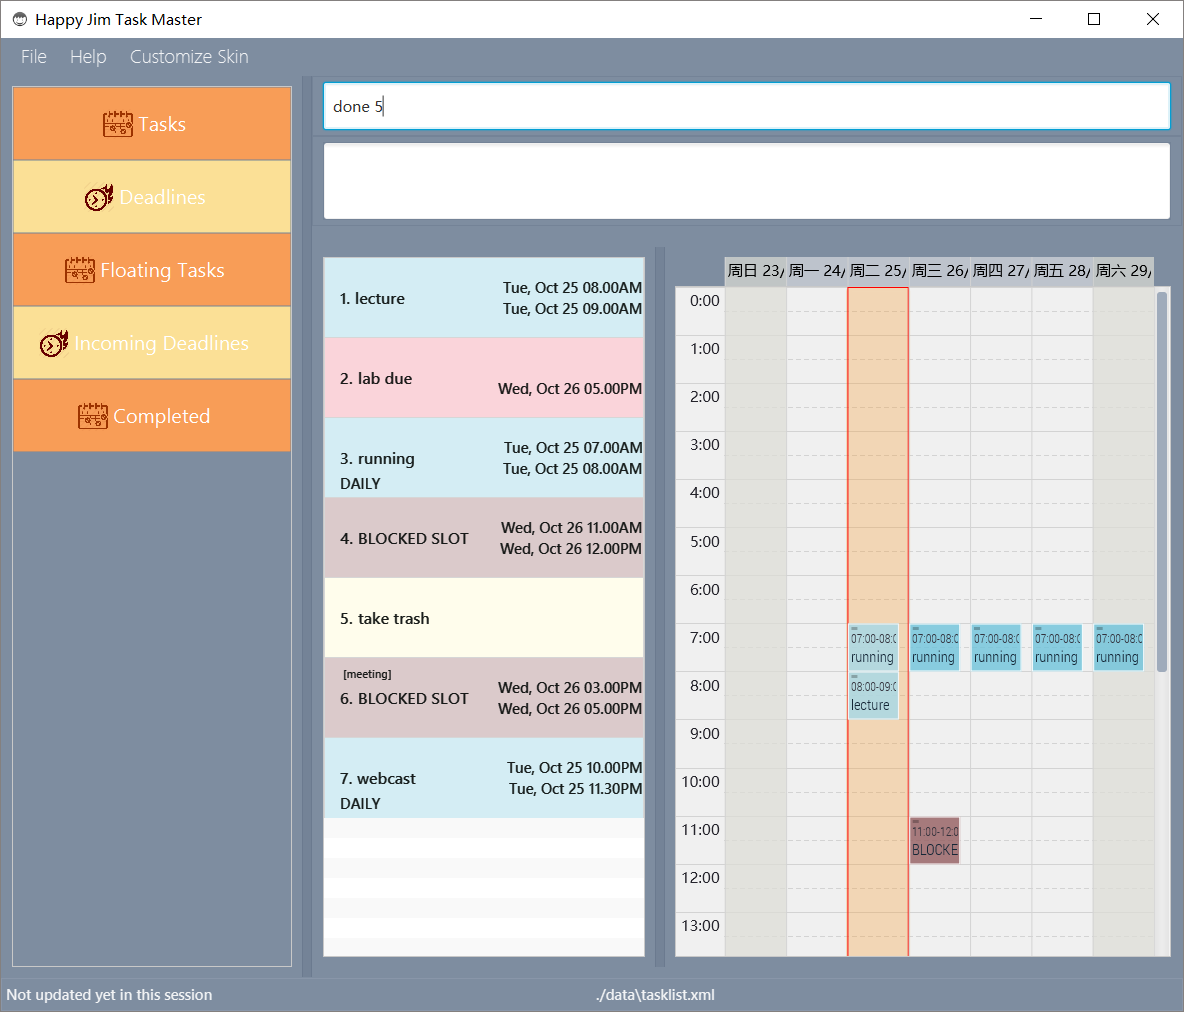 Happy Jim Task Master
File Help Customize Skin
Tasks
Deadlines
Floating Tasks
Incoming Deadlines
Completed
done 5
1. lecture
Tue, Oct 25 08.00AM
Tue, Oct 25 09.00AM
2. lab due
Wed, Oct 26 05.00PM
3. running
DAILY
Tue, Oct 25 07.00AM
Tue, Oct 25 08.00AM
4. BLOCKED SLOT
Wed, Oct 26 11.00AM
Wed, Oct 26 12.00PM
5. take trash
[meeting]
6. BLOCKED SLOT
Wed, Oct 26 03.00PM
Wed, Oct 26 05.00PM
7. webcast
DAILY
Tue, Oct 25 10.00PM
Tue, Oct 25 11.30PM
周日 23/ 周一 24/ 周二 25/ 周三 26/ 周四 27/ 周五 28/ 周六 29/
0:00
1:00
2:00
3:00
4:00
5:00
6:00
7:00
07:00-08:0 07:00-08:0 07:00-08:0 07:00-08:0 07:00-08:0
running running running running running
8:00
08:00-09:0
lecture
9:00
10:00
11:00
11:00-12:0
BLOCKE
12:00
13:00
Not updated yet in this session
./data\tasklist.xml